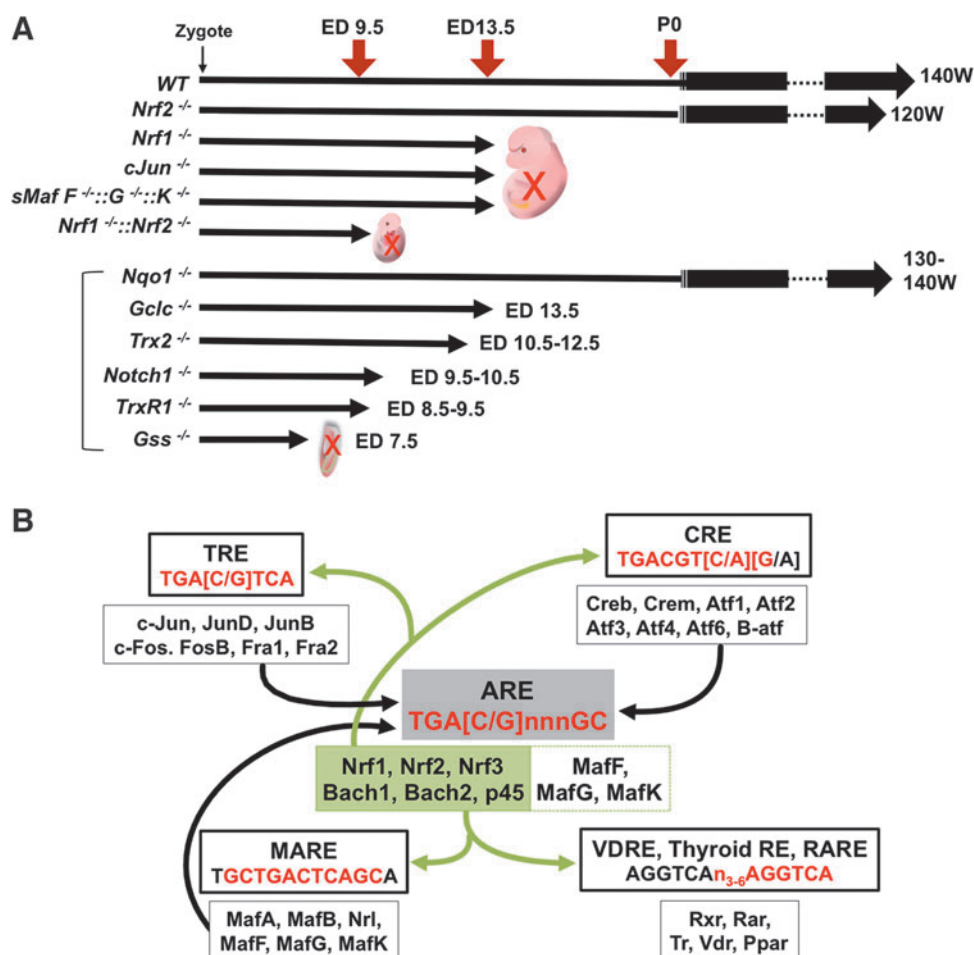 A
Zygote
ED 9.5
ED13.5
P0
WT
140W
Nrf2 -/-
120W
Nrf1 -/-
cJun -/-
X
sMaf F -/-::G -/-::K -/-
Nrf1 -/-::Nrf2 -/-
X
Nqo1 -/-
130-
140W
Gclc -/-
ED 13.5
Trx2 -/-
ED 10.5-12.5
Notch1 -/-
ED 9.5-10.5
TrxR1 -/-
ED 8.5-9.5
Gss -/-
X
ED 7.5
B
TRE
TGA[C/G]TCA
c-Jun, JunD, JunB
c-Fos. FosB, Fra1, Fra2
CRE
TGACGT[C/A][G/A]
Creb, Crem, Atf1, Atf2
Atf3, Atf4, Atf6, B-atf
ARE
TGA[C/G]nnnGC
Nrf1, Nrf2, Nrf3
Bach1, Bach2, p45
MafF,
MafG, MafK
MARE
TGCTGACTCAGCA
MafA, MafB, Nrl,
MafF, MafG, MafK
VDRE, Thyroid RE, RARE
AGGTCAn3-6AGGTCA
Rxr, Rar,
Tr, Vdr, Ppar